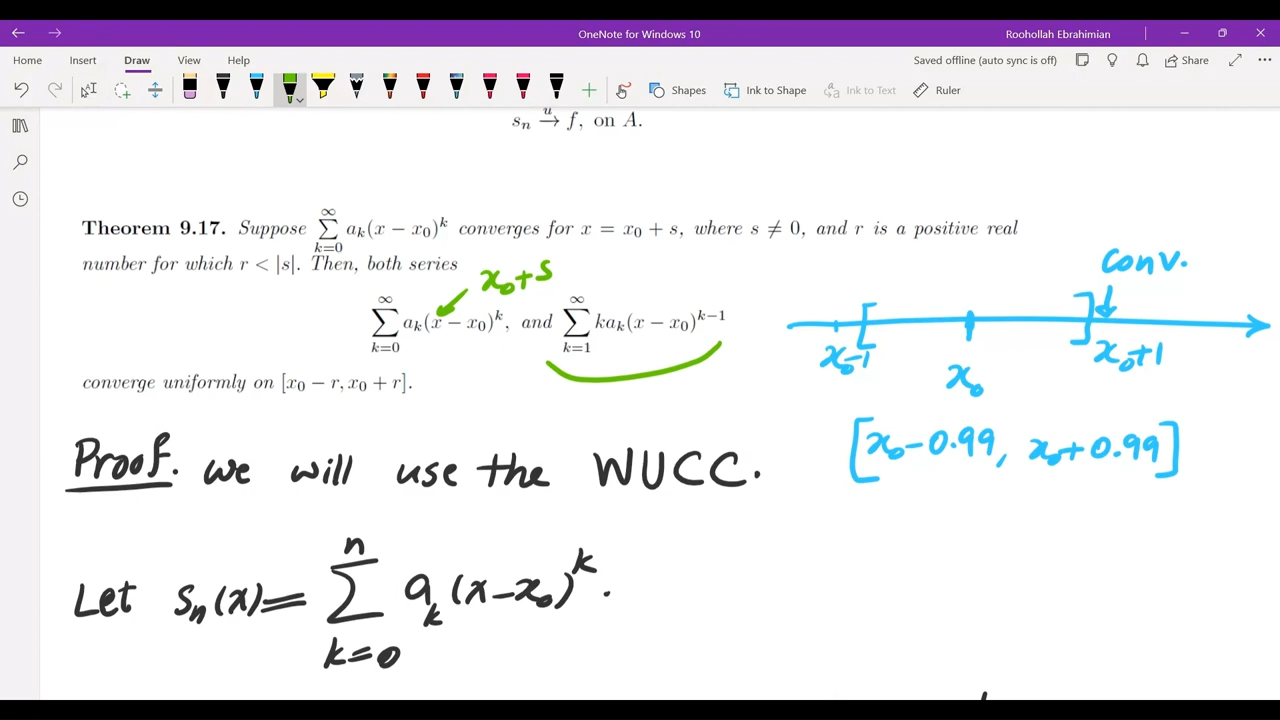 OneNote for Windows 10
Roohollah Ebrahimian
Home Insert Draw View Help
Saved offline (auto sync is off)
Share
Shapes
Ink to Shape
Ink to Text
Ruler
sₙ →ᵘ f, on A.
Theorem 9.17. Suppose ∑_{k=0}^{∞} aₖ(x − x₀)ᵏ converges for x = x₀ + s, where s ≠ 0, and r is a positive real
number for which r < |s|. Then, both series
x₀+s
∑_{k=0}^{∞} aₖ(x − x₀)ᵏ, and ∑_{k=1}^{∞} kaₖ(x − x₀)ᵏ⁻¹
converge uniformly on [x₀ − r, x₀ + r].
conv.
x₀-1
x₀
x₀+1
[x₀-0.99, x₀+0.99]
Proof. we will use the WUCC.
Let sₙ(x) = ∑_{k=0}^{n} aₖ(x-x₀)ᵏ.